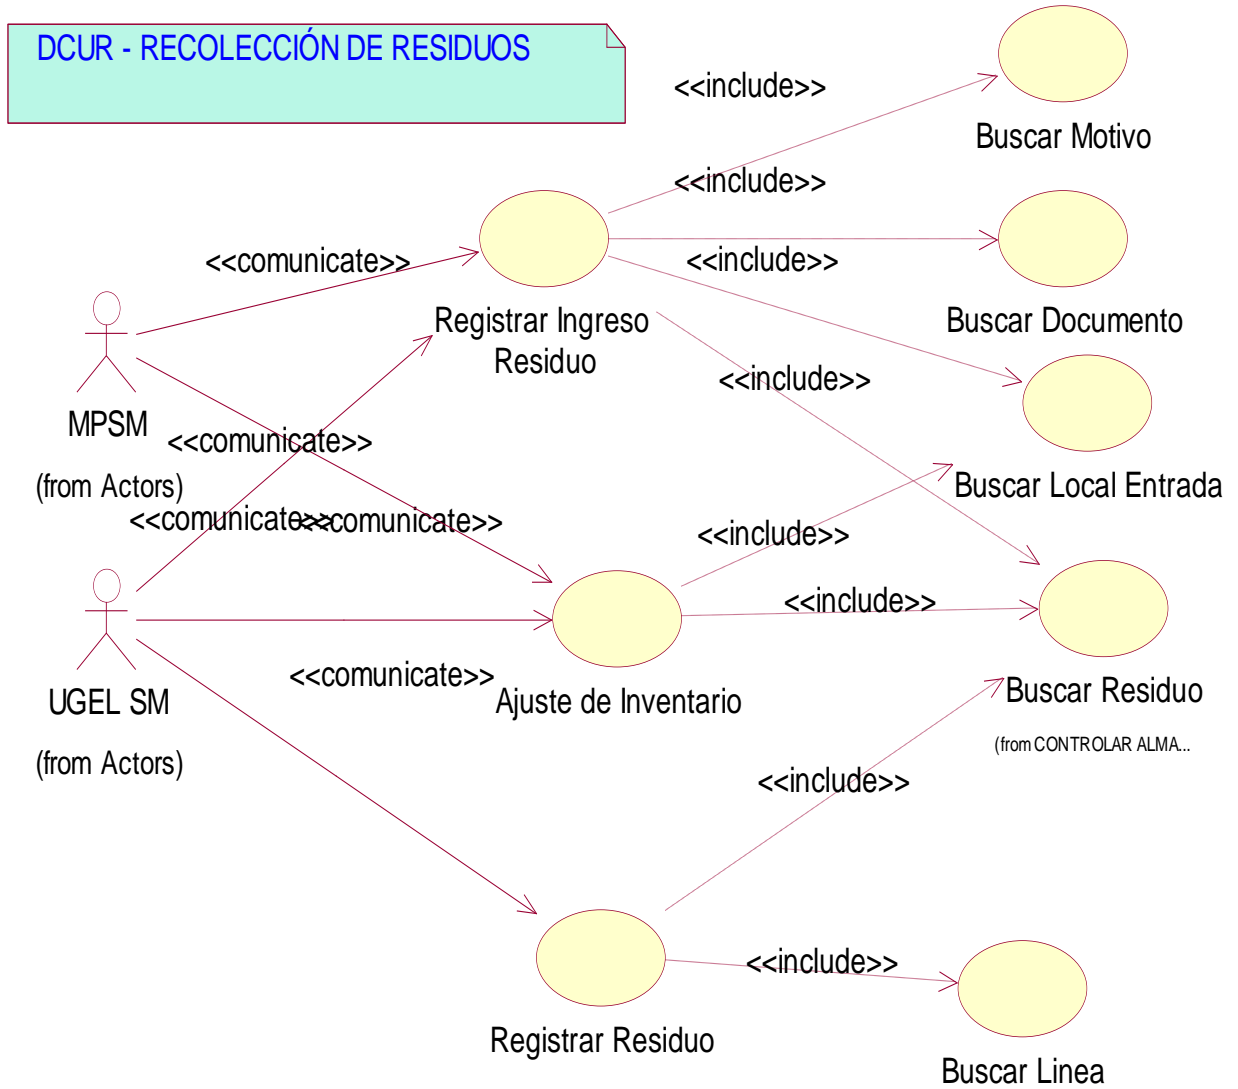 DCUR - RECOLECCIÓN DE RESIDUOS
<<include>>
Buscar Motivo
<<include>>
<<comunicate>>
<<include>>
Registrar Ingreso
Residuo
Buscar Documento
<<include>>
MPSM
(from Actors)
<<comunicate>>
Buscar Local Entrada
<<comunicate>>
<<comunicate>>
<<include>>
<<include>>
UGEL SM
(from Actors)
<<comunicate>>
Ajuste de Inventario
Buscar Residuo
(from CONTROLAR ALMA...
<<include>>
<<include>>
Registrar Residuo
Buscar Linea